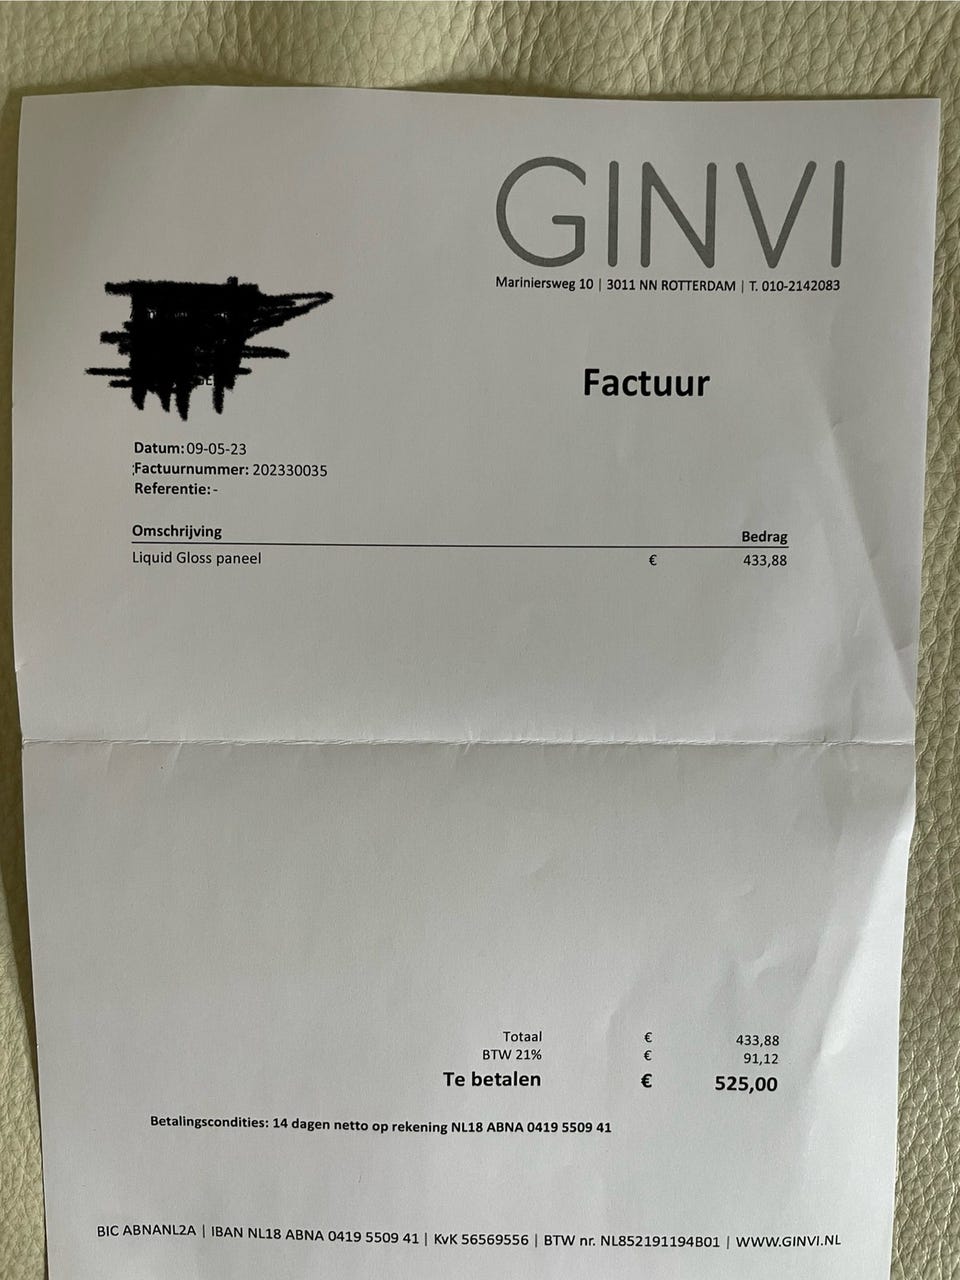 GINVI
Mariniersweg 10 | 3011 NN ROTTERDAM | T. 010-2142083
Factuur
Datum: 09-05-23
Factuurnummer: 202330035
Referentie: -
Omschrijving Bedrag
Liquid Gloss paneel € 433,88
Totaal € 433,88
BTW 21% € 91,12
Te betalen € 525,00
Betalingscondities: 14 dagen netto op rekening NL18 ABNA 0419 5509 41
BIC ABNANL2A | IBAN NL18 ABNA 0419 5509 41 | KvK 56569556 | BTW nr. NL852191194B01 | WWW.GINVI.NL